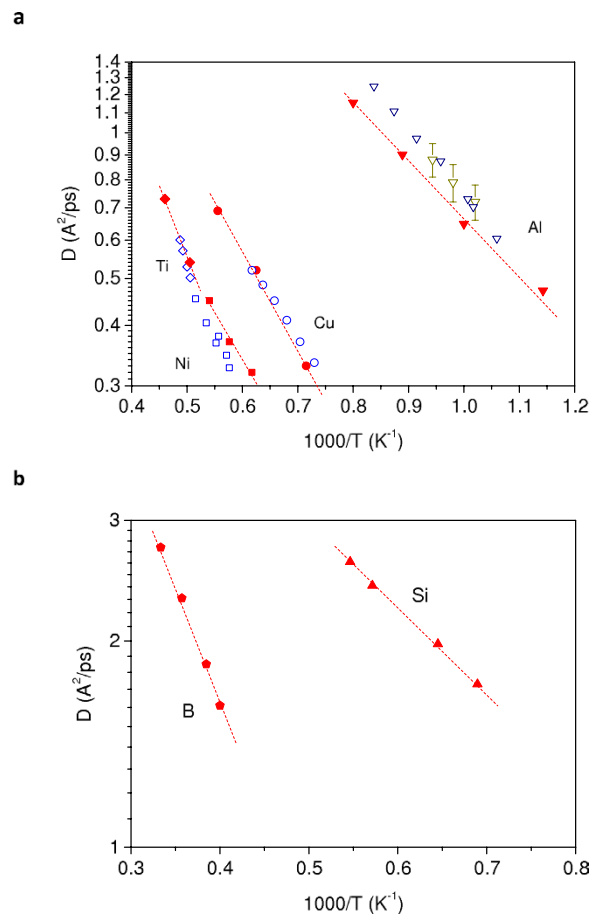 a
1.4
1.3
1.2
1.1
1
0.9
0.8
0.7
0.6
0.5
0.4
0.3
D (A²/ps)
Al
Ti
Cu
Ni
0.4 0.5 0.6 0.7 0.8 0.9 1.0 1.1 1.2
1000/T (K⁻¹)
b
3
2
1
D (A²/ps)
Si
B
0.3 0.4 0.5 0.6 0.7 0.8
1000/T (K⁻¹)